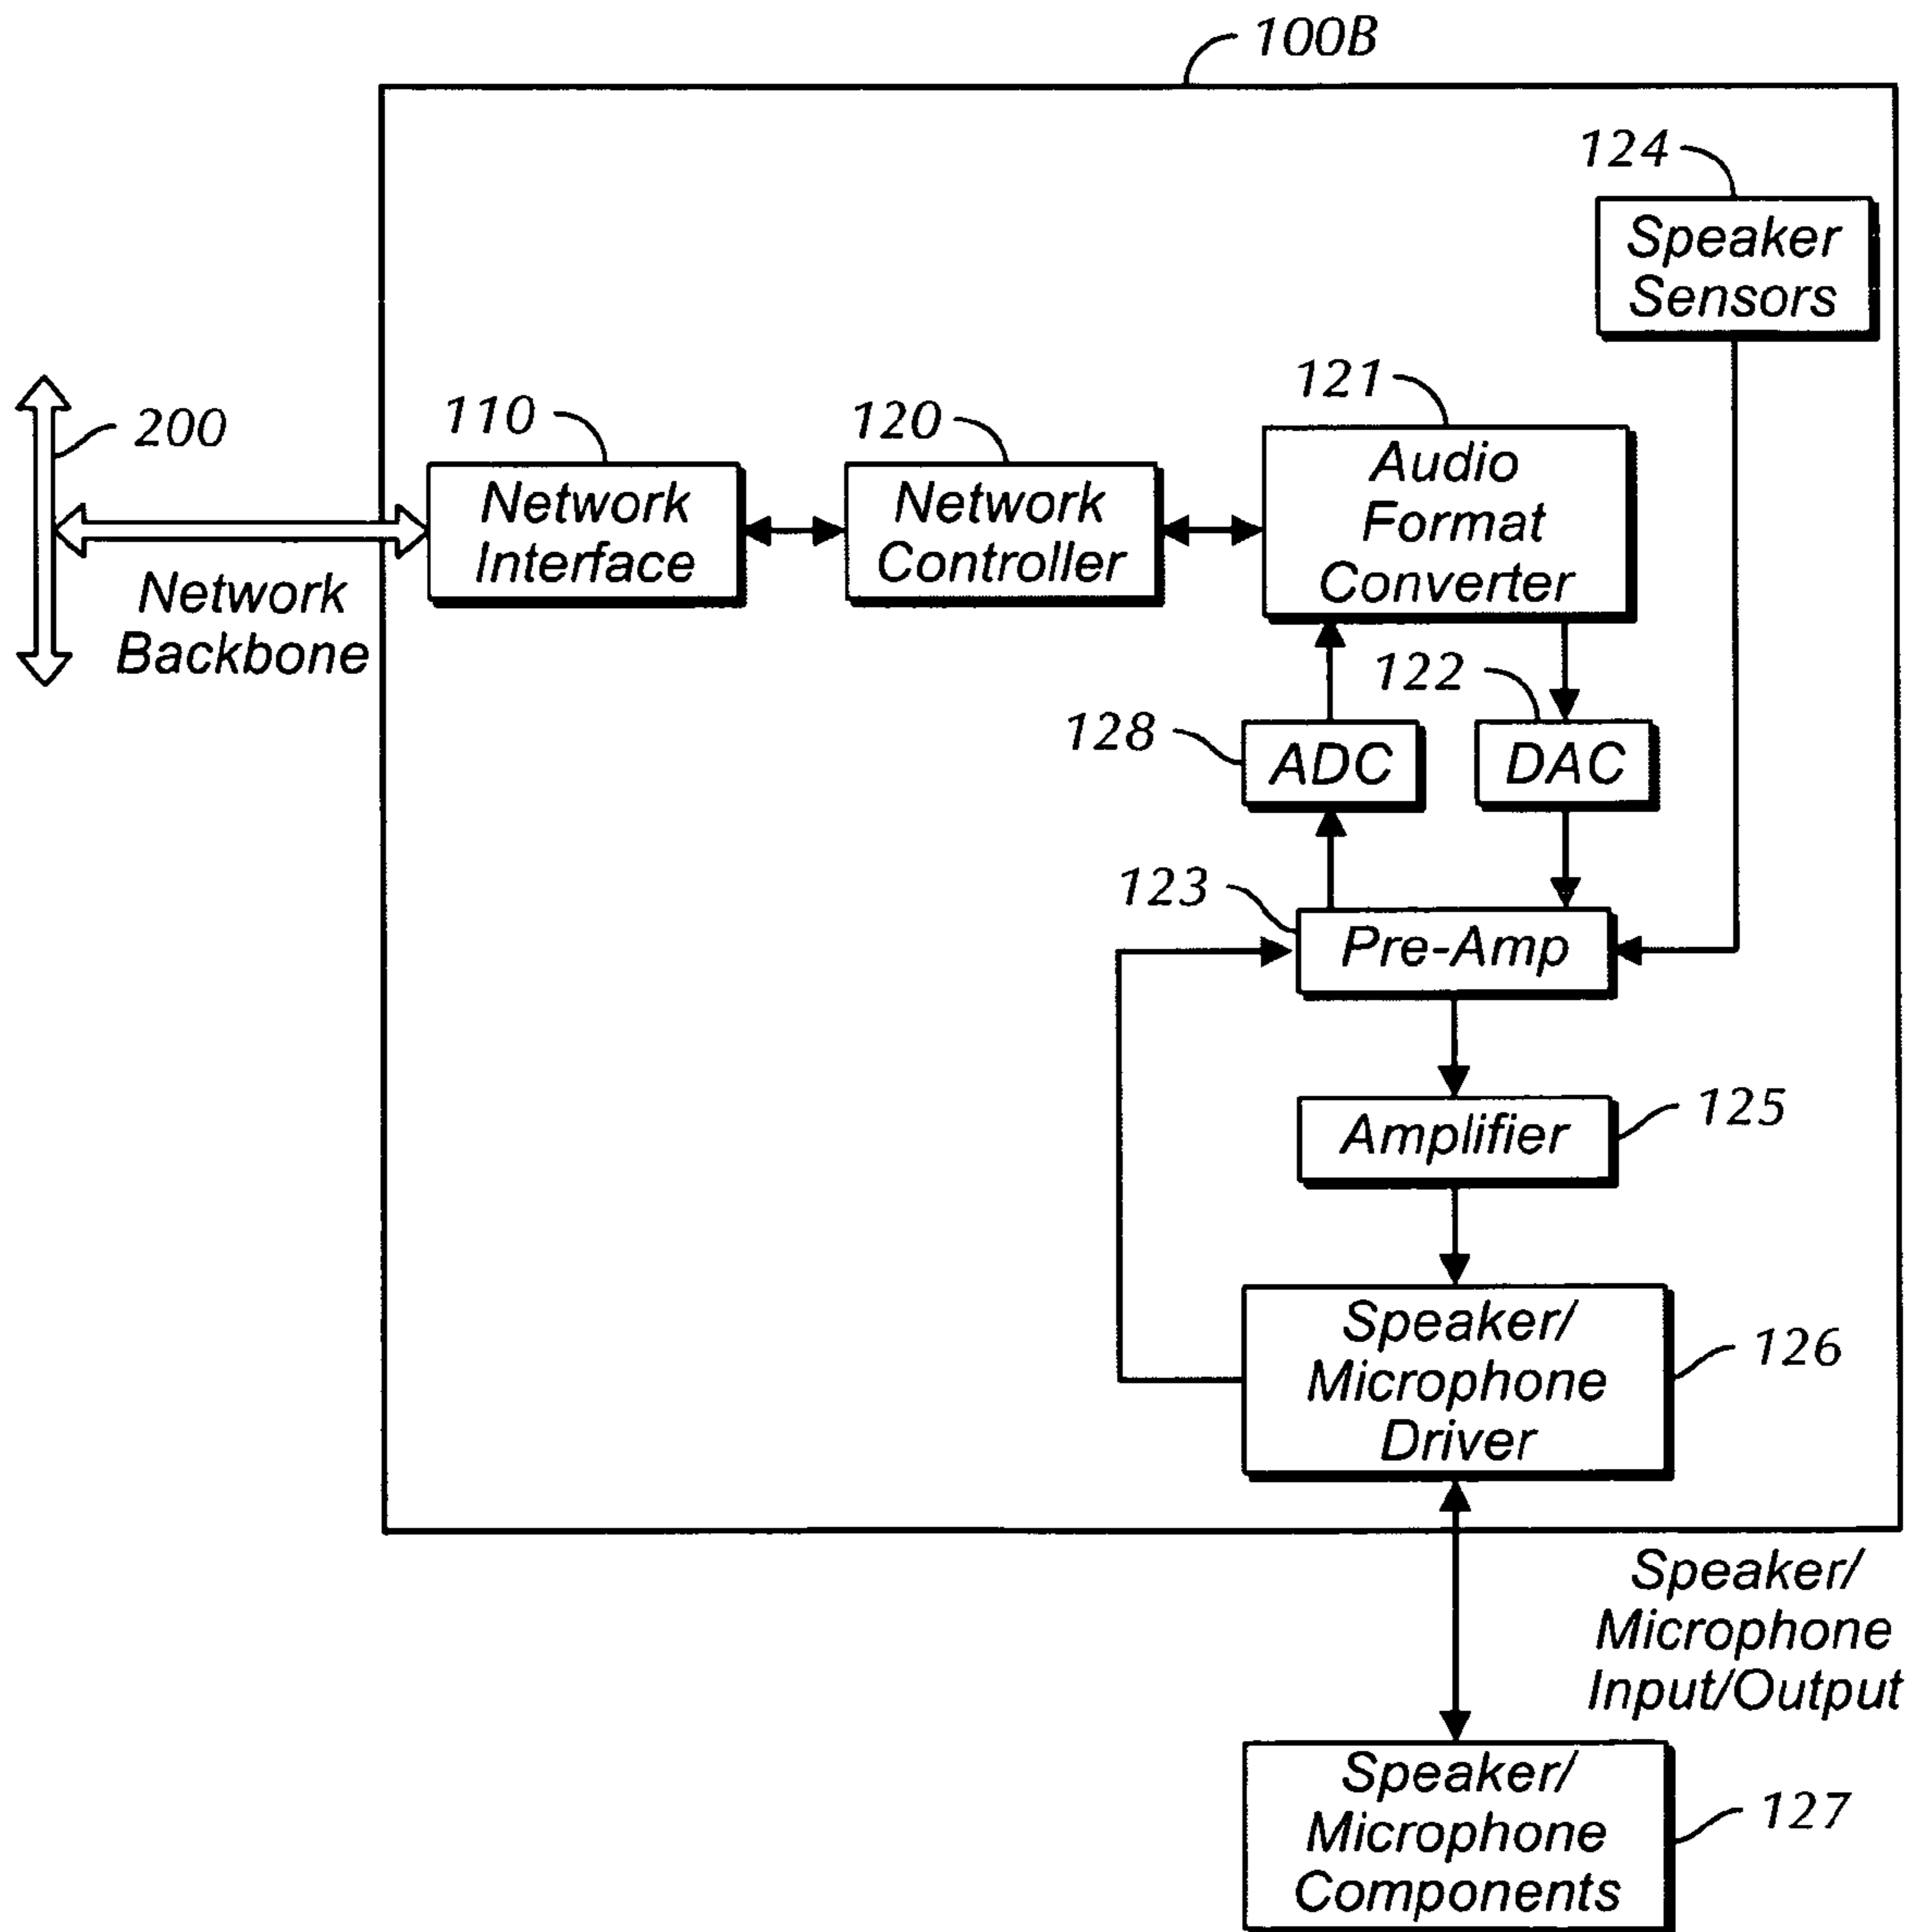 100B
124
Speaker
Sensors
121
200
110
120
Audio
Format
Converter
Network
Interface
Network
Controller
Network
Backbone
122
128
ADC
DAC
123
Pre-Amp
Amplifier
125
Speaker/
Microphone
Driver
126
Speaker/
Microphone
Input/Output
Speaker/
Microphone
Components
127